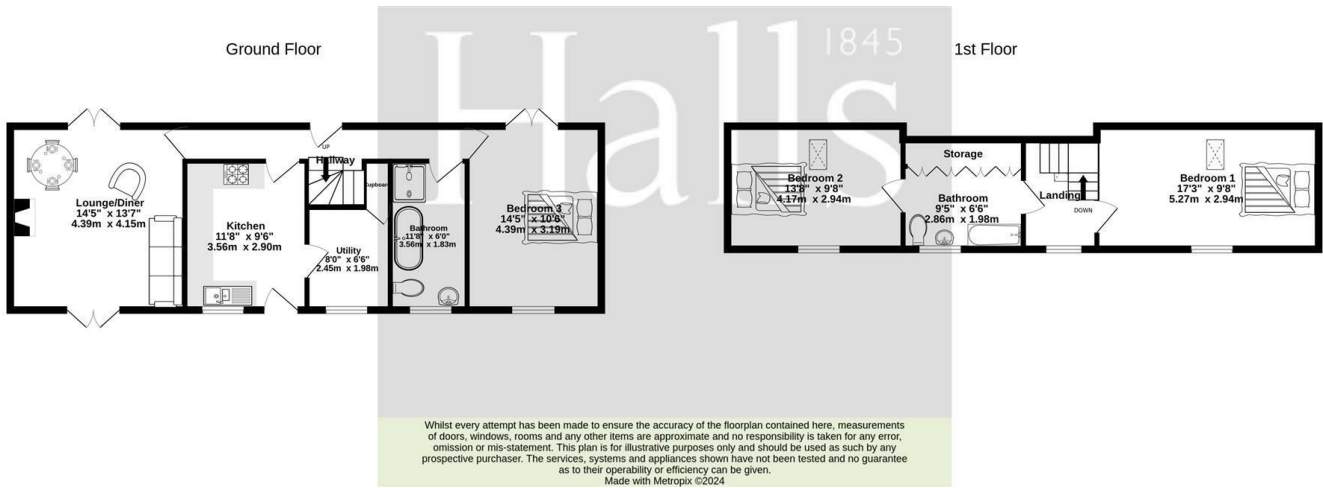 Halls
1845
Ground Floor
1st Floor
UP
Hallway
Cupboard
Lounge/Diner
14'5" x 13'7"
4.39m x 4.15m
Kitchen
11'8" x 9'6"
3.56m x 2.90m
Utility
8'0" x 6'6"
2.45m x 1.98m
Bathroom
11'8" x 6'0"
3.56m x 1.83m
Bedroom 3
14'5" x 10'6"
4.39m x 3.19m
Bedroom 2
13'8" x 9'8"
4.17m x 2.94m
Storage
Bathroom
9'5" x 6'6"
2.86m x 1.98m
Landing
DOWN
Bedroom 1
17'3" x 9'8"
5.27m x 2.94m
Whilst every attempt has been made to ensure the accuracy of the floorplan contained here, measurements
of doors, windows, rooms and any other items are approximate and no responsibility is taken for any error,
omission or mis-statement. This plan is for illustrative purposes only and should be used as such by any
prospective purchaser. The services, systems and appliances shown have not been tested and no guarantee
as to their operability or efficiency can be given.
Made with Metropix ©2024